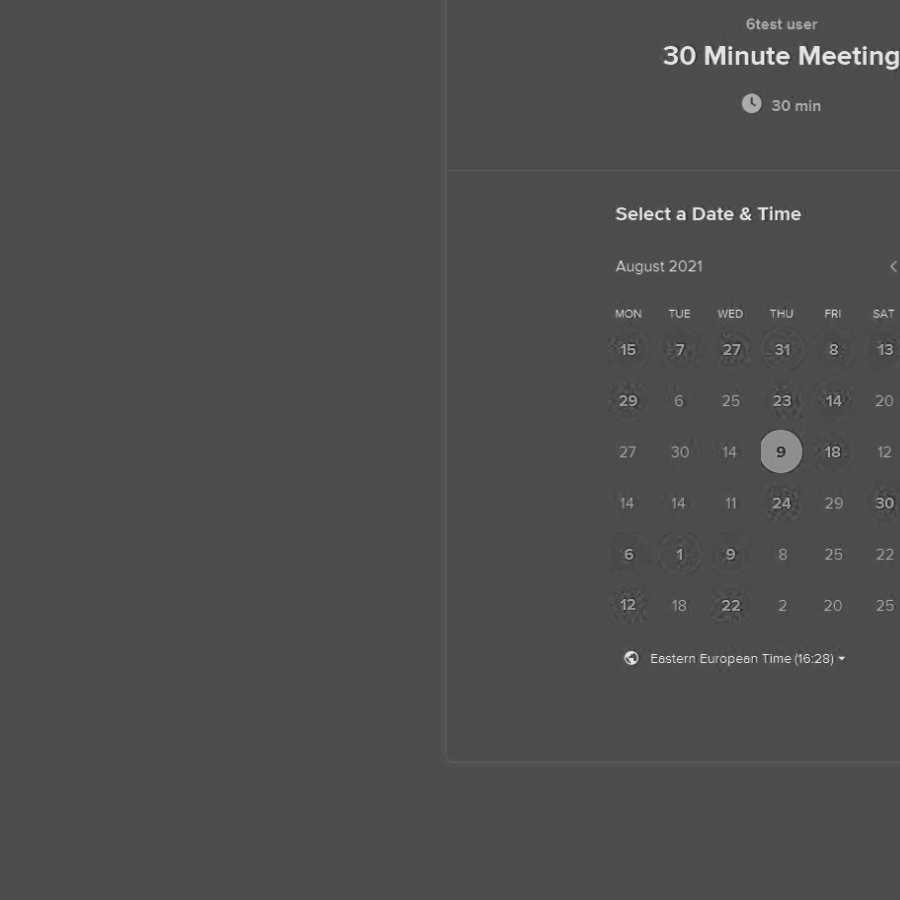 6test user
30 Minute Meeting
30 min
Select a Date & Time
August 2021
MON TUE WED THU FRI SAT
15 7 27 31 8 13
29 6 25 23 14 20
27 30 14 9 18 12
14 14 11 24 29 30
6 1 9 8 25 22
12 18 22 2 20 25
Eastern European Time (16:28)